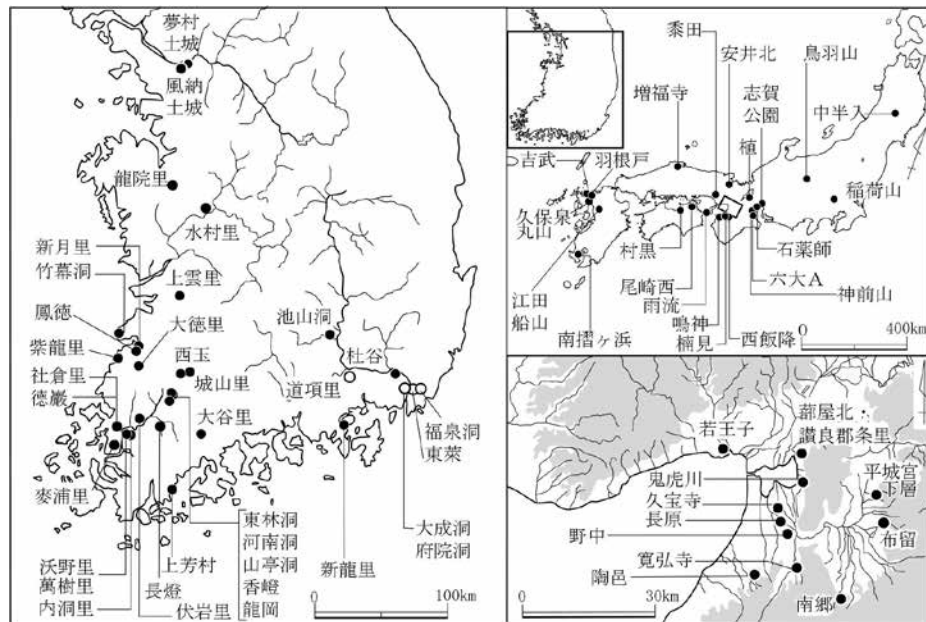 夢村
土城
風納
土城
龍院里
水村里
新月里
竹幕洞
上雲里
鳳徳
大徳里
紫龍里
西玉
社倉里
徳巖
城山里
大谷里
池山洞
杜谷
道項里
福泉洞
東萊
大成洞
府院洞
新龍里
麥浦里
沃野里
萬樹里
内洞里
上芳村
長燈
伏岩里
東林洞
河南洞
山亭洞
香嶝
龍岡
0
100km
黍田
安井北
鳥羽山
増福寺
志賀
公園
中半入
植
吉武
羽根戸
稲荷山
久保泉
丸山
村黒
石薬師
尾崎西
六大A
雨流
神前山
江田
船山
鳴神
楠見
西飯降
南摺ヶ浜
0
400km
若王子
蔀屋北・
讃良郡条里
鬼虎川
平城宮
下層
久宝寺
長原
野中
布留
寛弘寺
陶邑
南郷
0
30km